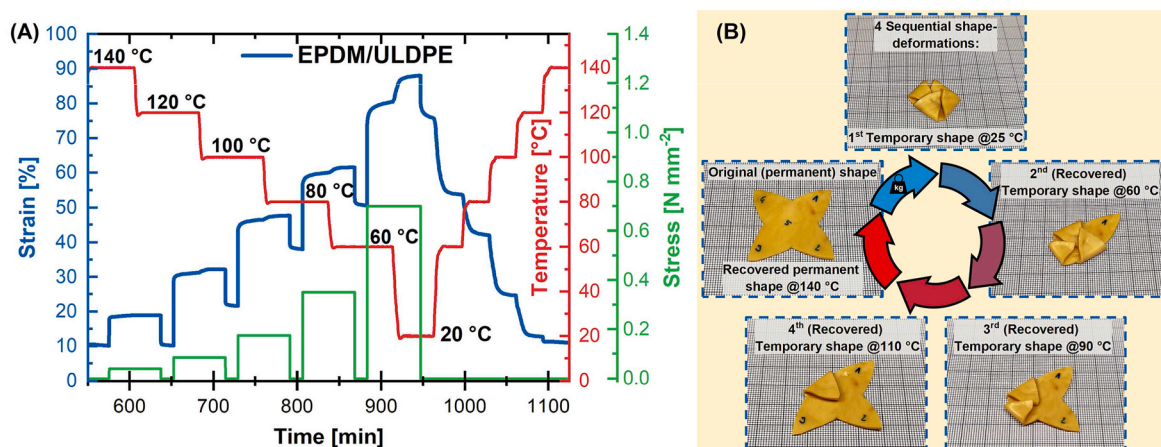 (A)
EPDM/ULDPE
140 °C
120 °C
100 °C
80 °C
60 °C
20 °C
Strain [%]
100
90
80
70
60
50
40
30
20
10
0
600
700
800
900
1000
1100
Time [min]
Temperature [°C]
140
120
100
80
60
40
20
0
Stress [N mm-2]
1.4
1.2
1.0
0.8
0.6
0.4
0.2
0.0
(B)
4 Sequential shape-
deformations:
1st Temporary shape @25 °C
kg
2nd (Recovered)
Temporary shape @60 °C
3rd (Recovered)
Temporary shape @90 °C
4th (Recovered)
Temporary shape @110 °C
Original (permanent) shape
Recovered permanent
shape @140 °C